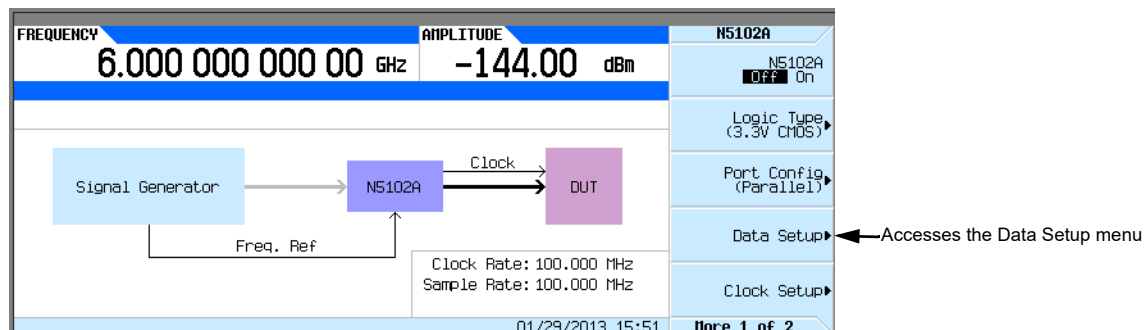 FREQUENCY
6.000 000 000 00 GHz
AMPLITUDE
-144.00 dBm
Signal Generator
N5102A
Clock
DUT
Freq. Ref
Clock Rate: 100.000 MHz
Sample Rate: 100.000 MHz
01/29/2013 15:51
N5102A
N5102A
Off On
Logic Type
(3.3V CMOS)
Port Config
(Parallel)
Data Setup
Accesses the Data Setup menu
Clock Setup
More 1 of 2